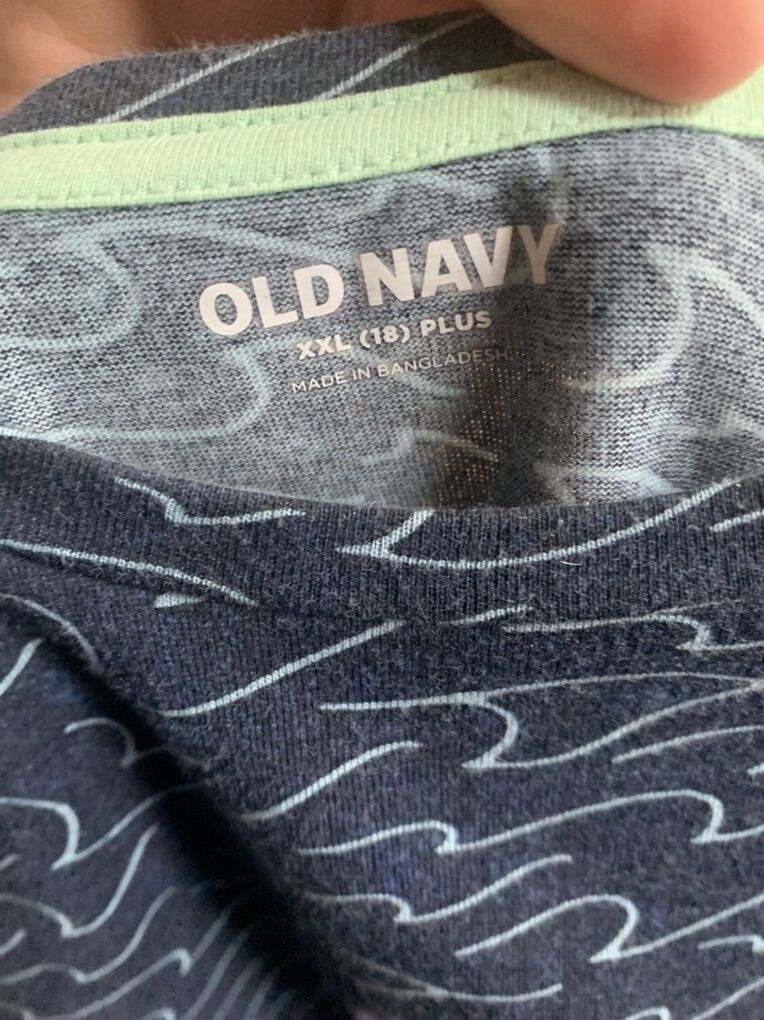 OLD NAVY
XXL (18) PLUS
MADE IN BANGLADESH